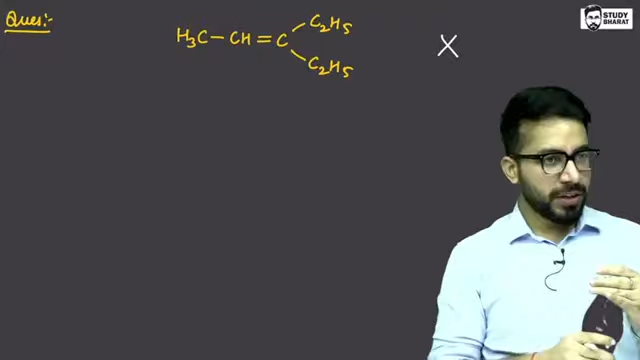 Ques:-
C₂H₅
H₃C — CH = C
C₂H₅
X
STUDY
BHARAT